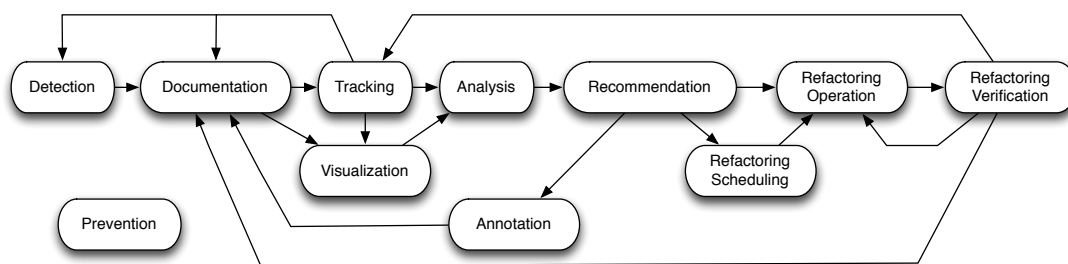 Detection
Documentation
Tracking
Analysis
Recommendation
Refactoring
Operation
Refactoring
Verification
Visualization
Refactoring
Scheduling
Prevention
Annotation